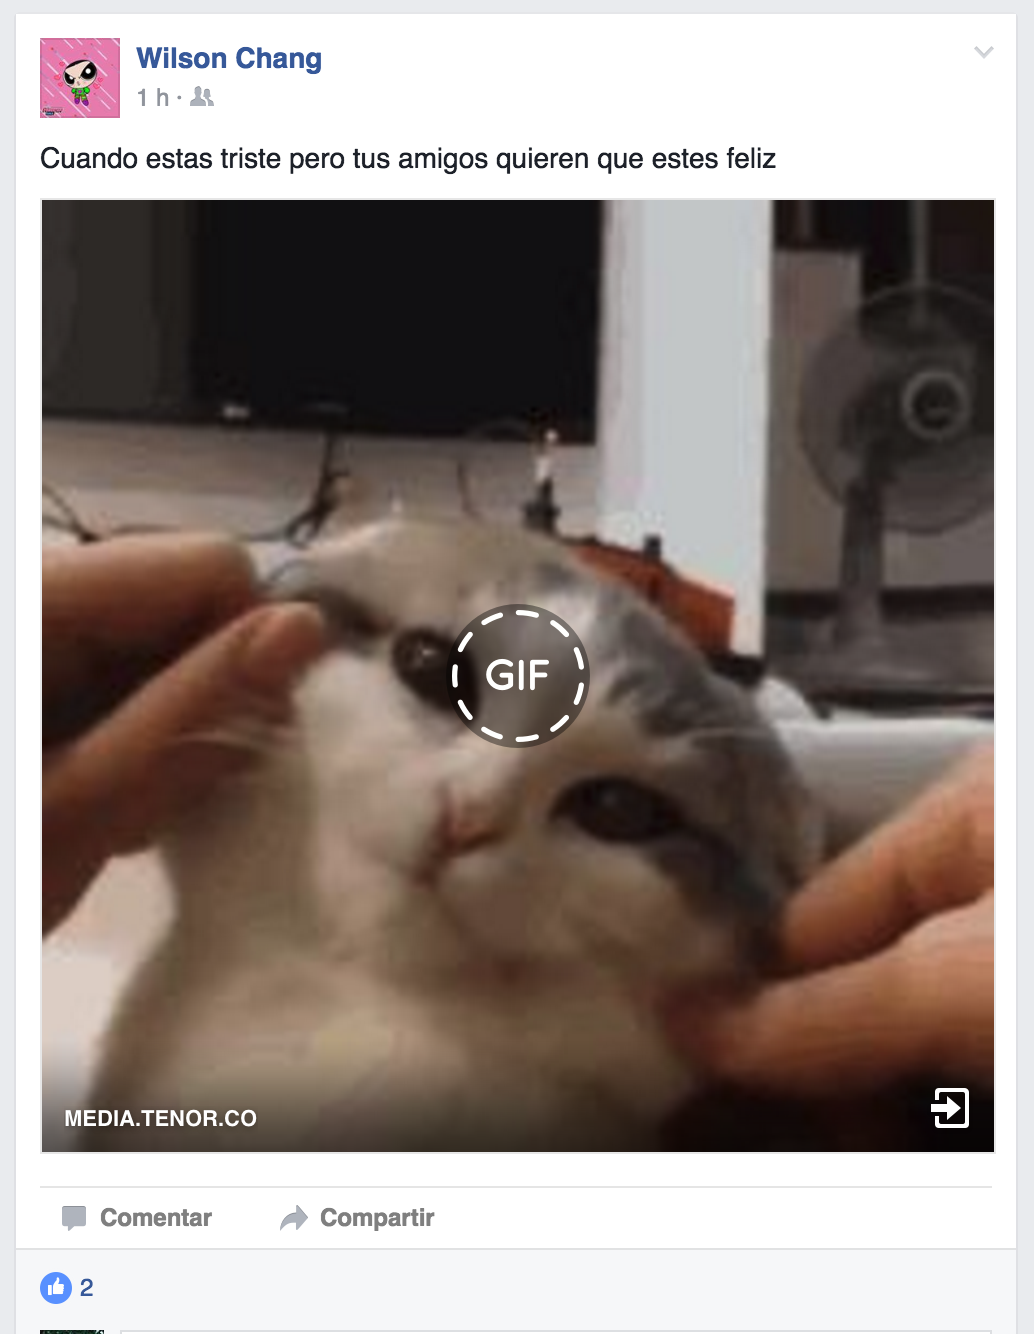 Wilson Chang
1 h ·
Cuando estas triste pero tus amigos quieren que estes feliz
GIF
MEDIA.TENOR.CO
Comentar
Compartir
2